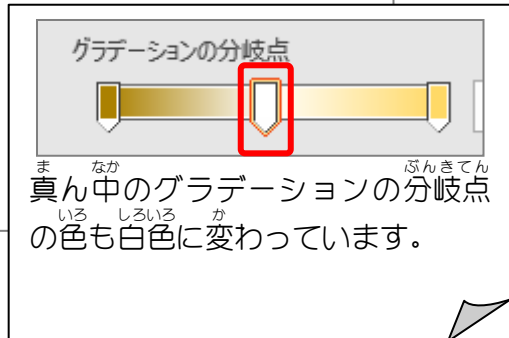 グラデーションの分岐点
ま なか ぶんきてん
真ん中のグラデーションの分岐点
いろ しろいろ か
の色も白色に変わっています。